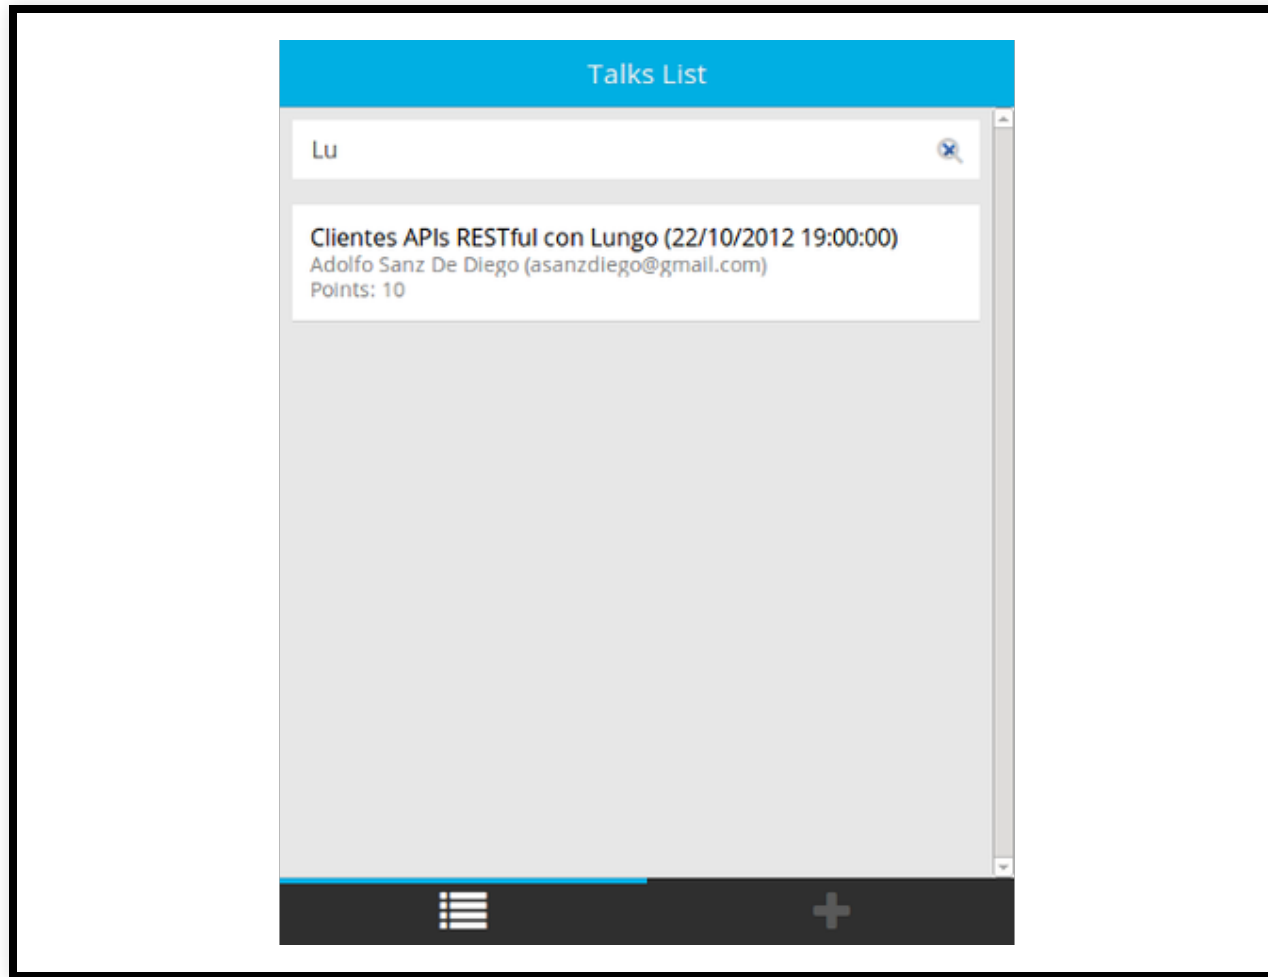 Talks List
Lu
Clientes APIs RESTful con Lungo (22/10/2012 19:00:00)
Adolfo Sanz De Diego (asanzdiego@gmail.com)
Points: 10